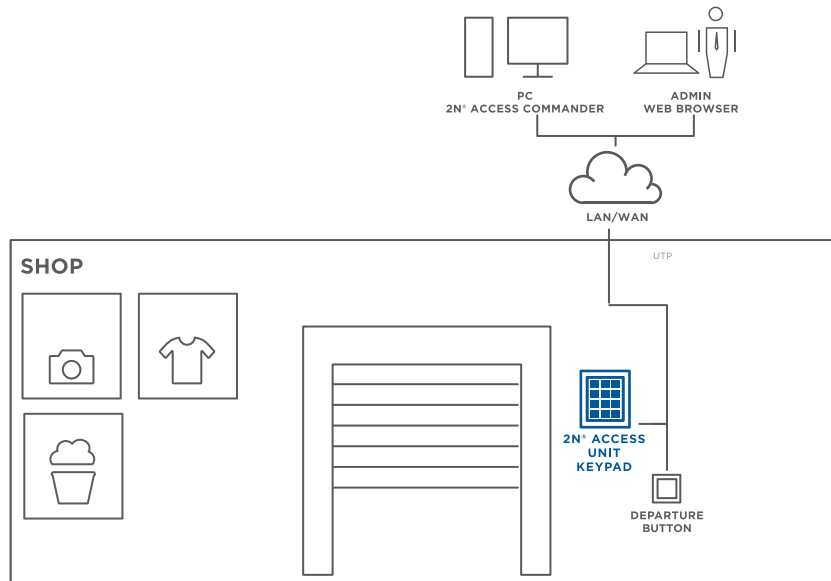 PC
2N® ACCESS COMMANDER
ADMIN
WEB BROWSER
LAN/WAN
UTP
SHOP
2N® ACCESS
UNIT
KEYPAD
DEPARTURE
BUTTON